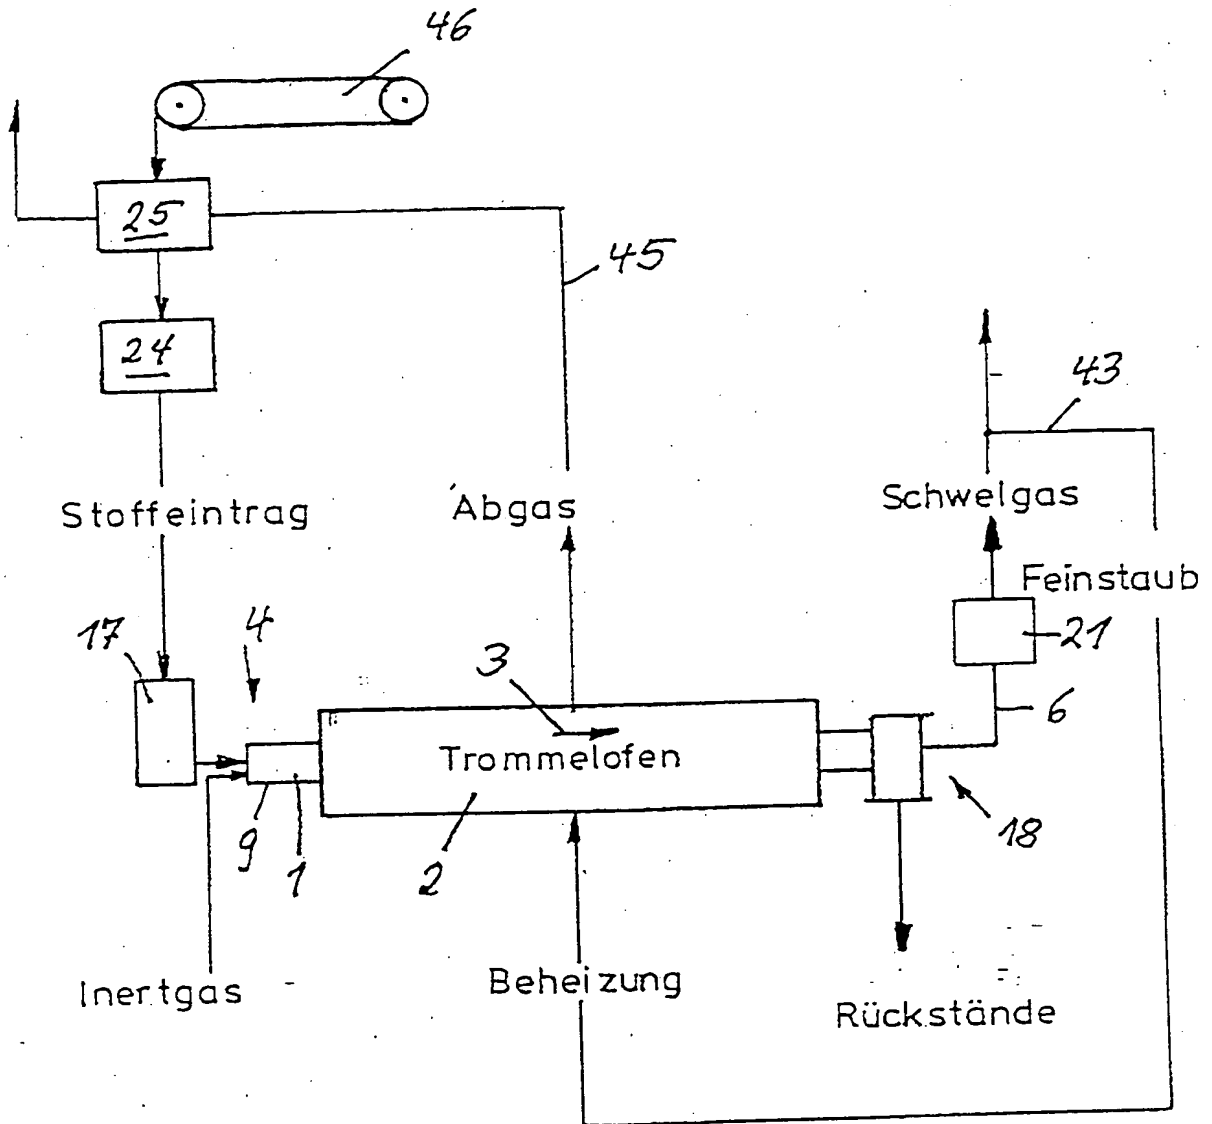 46
25
45
24
43
Stoffeintrag
Abgas
Schwelgas
Feinstaub
17
4
21
3
6
Trommelofen
9
1
2
18
Inertgas
Beheizung
Rückstände